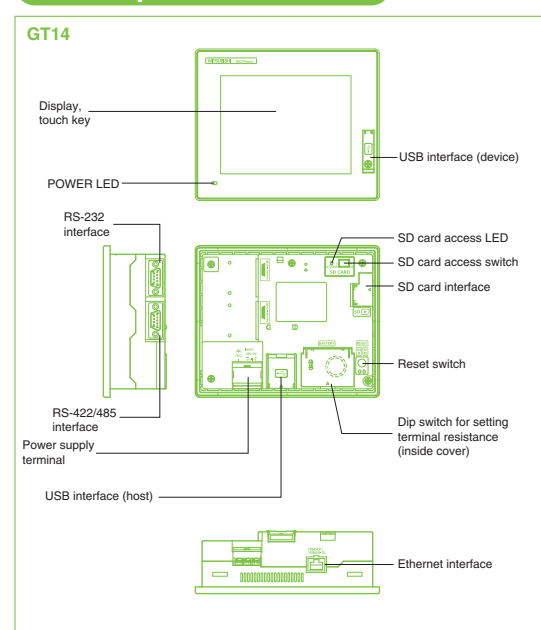 GT14
MITSUBISHI
Display,
touch key
USB interface (device)
POWER LED
RS-232
interface
SD card access LED
SD card access switch
SD CARD
SD card interface
BATTERY
Reset switch
RS-422/485
interface
Power supply
terminal
Dip switch for setting
terminal resistance
(inside cover)
USB interface (host)
Ethernet interface